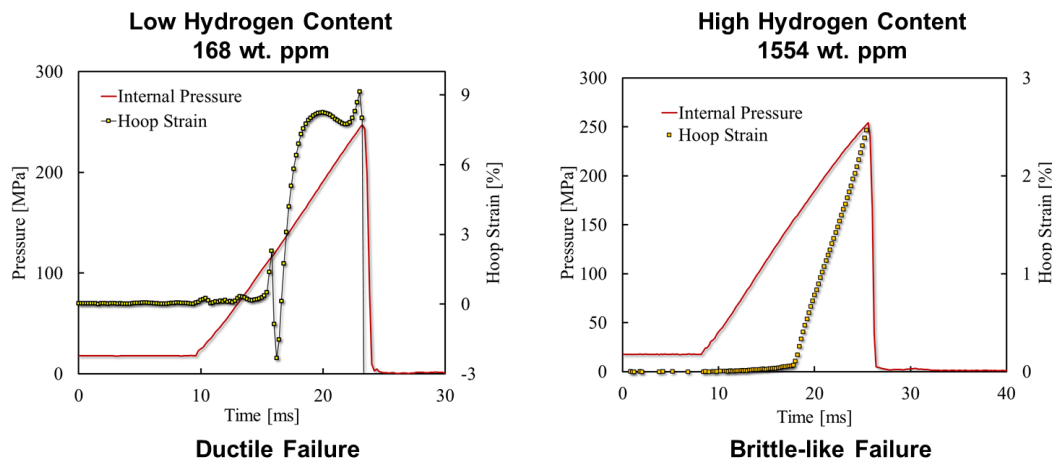 Low Hydrogen Content
168 wt. ppm
300
200
100
0
Pressure [MPa]
Internal Pressure
Hoop Strain
9
6
3
0
-3
Hoop Strain [%]
0
10
20
30
Time [ms]
Ductile Failure
High Hydrogen Content
1554 wt. ppm
300
250
200
150
100
50
0
Pressure [MPa]
Internal Pressure
Hoop Strain
3
2
1
0
Hoop Strain [%]
0
10
20
30
40
Time [ms]
Brittle-like Failure